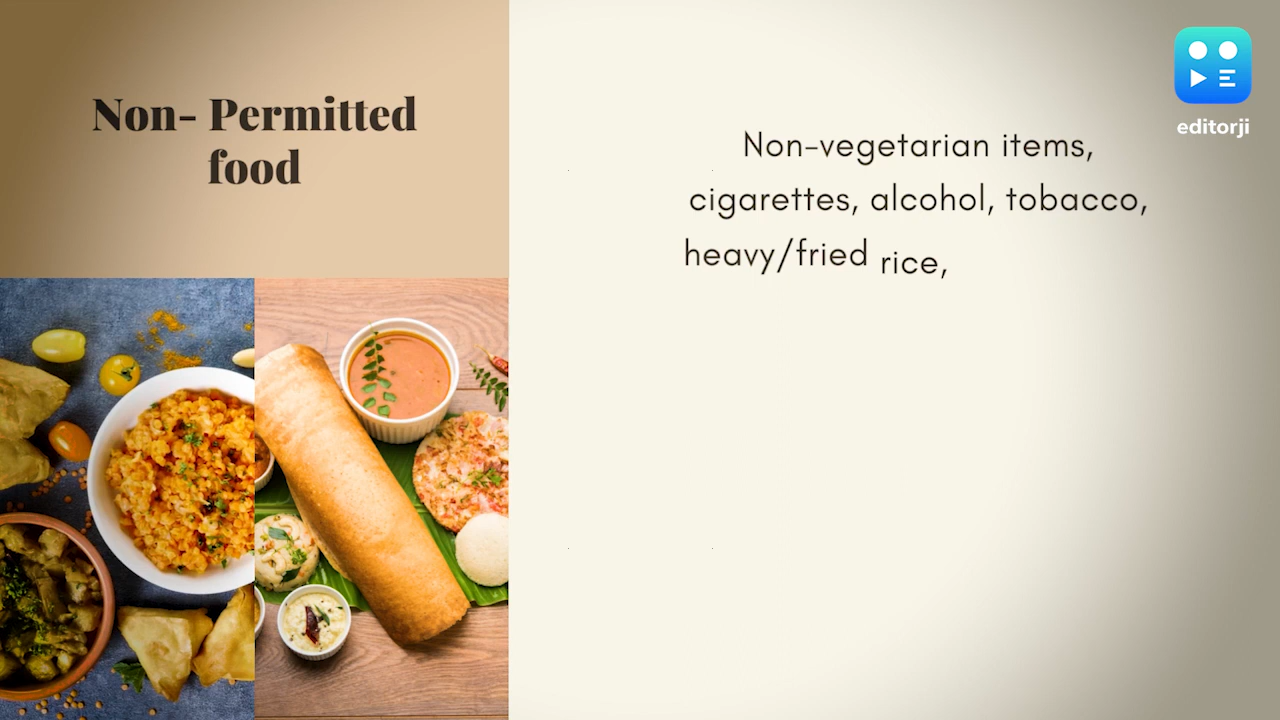 Non- Permitted
food
Non-vegetarian items,
cigarettes, alcohol, tobacco,
heavy/fried rice,
editorji